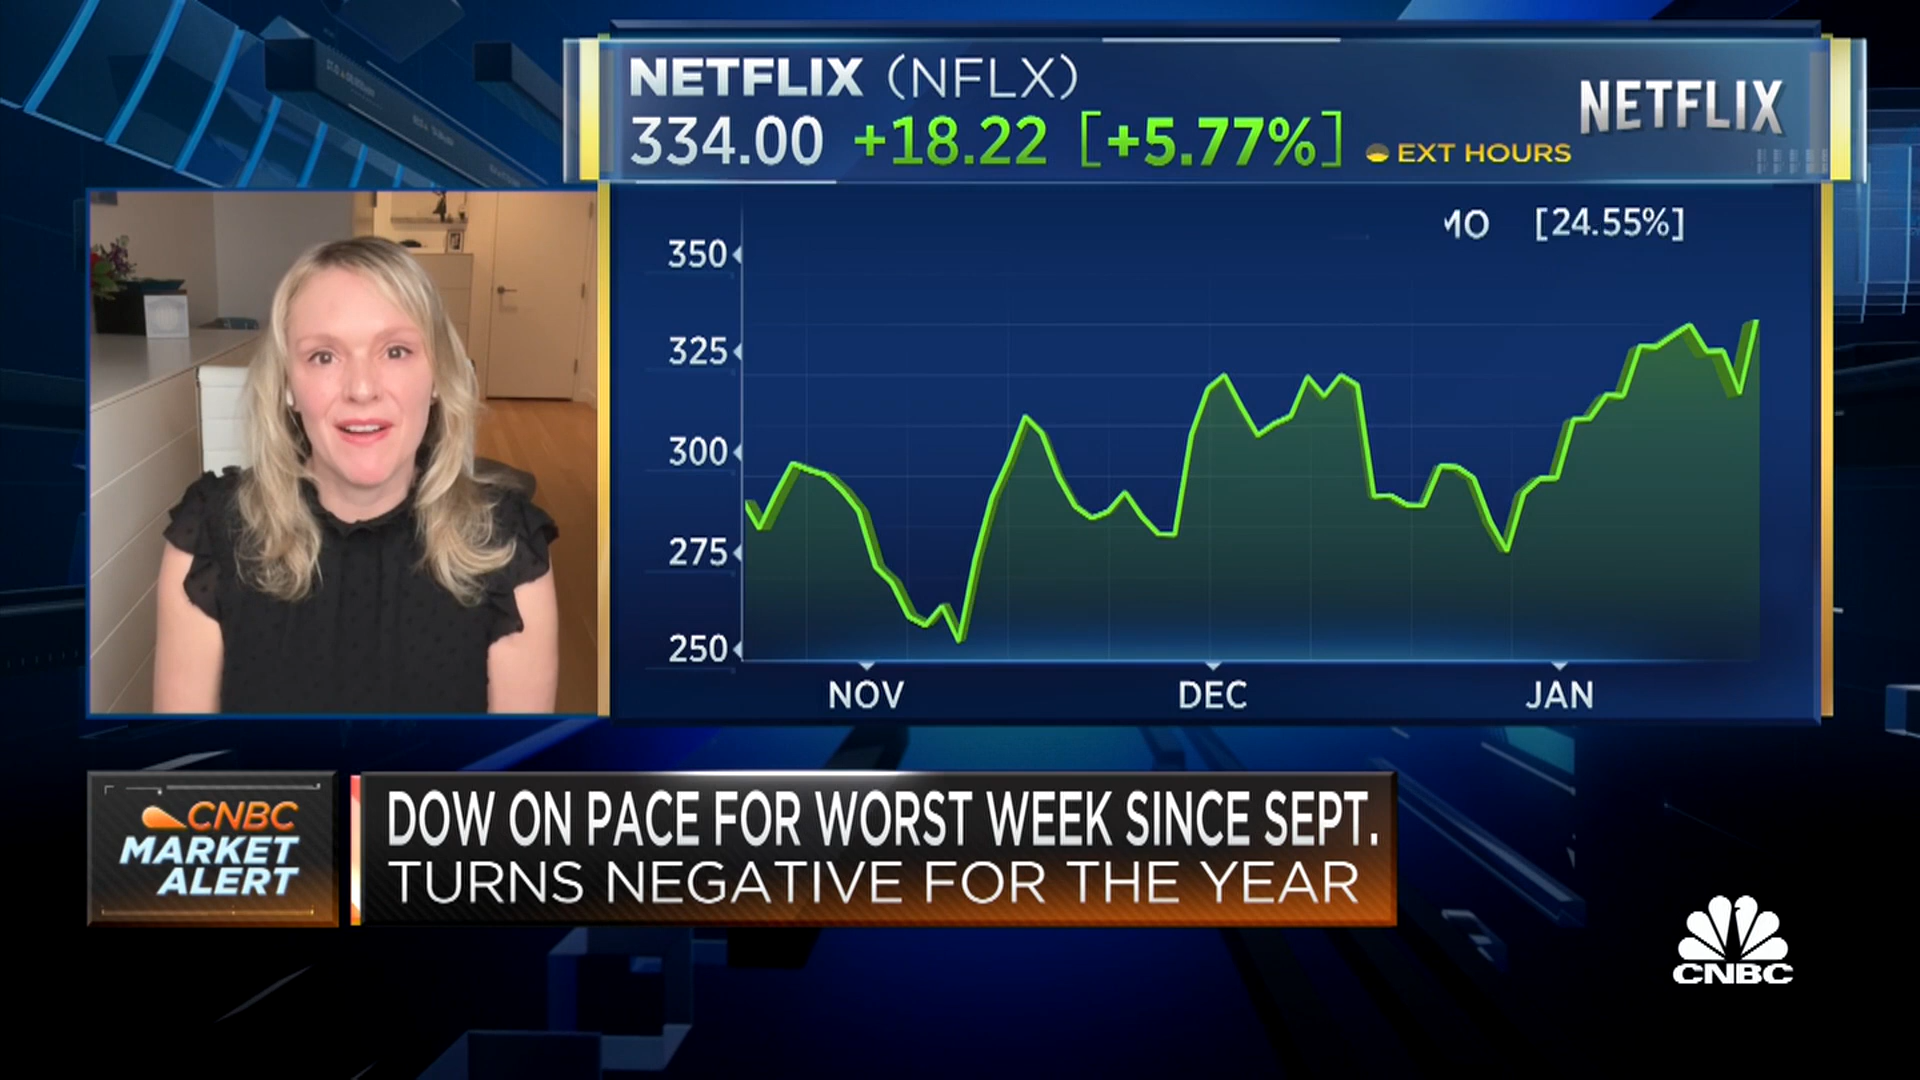 NETFLIX (NFLX)
334.00 +18.22 [+5.77%] EXT HOURS
NETFLIX
[24.55%]
350
325
300
275
250
NOV DEC JAN
CNBC
MARKET
ALERT
DOW ON PACE FOR WORST WEEK SINCE SEPT.
TURNS NEGATIVE FOR THE YEAR
CNBC